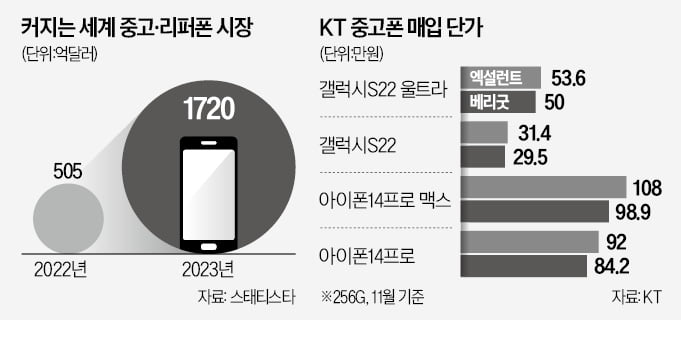 커지는 세계 중고·리퍼폰 시장
(단위:억달러)
505
1720
2022년
2023년
자료: 스태티스타
KT 중고폰 매입 단가
(단위:만원)
갤럭시S22 울트라
엑설런트 53.6
베리굿 50
갤럭시S22
31.4
29.5
아이폰14프로 맥스
108
98.9
아이폰14프로
92
84.2
※256G, 11월 기준
자료: KT